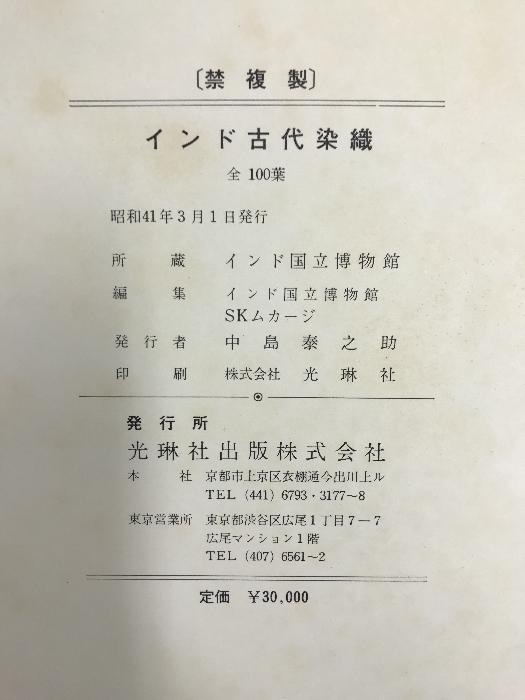 〔禁複製〕
インド古代染織
全 100葉
昭和41年3月1日発行
所蔵 インド国立博物館
編集 インド国立博物館
SKムカージ
発行者 中島泰之助
印刷 株式会社 光琳社
発行所
光琳社出版株式会社
本社 京都市上京区衣棚通今出川上ル
TEL (441) 6793・3177〜8
東京営業所 東京都渋谷区広尾1丁目7−7
広尾マンション1階
TEL (407) 6561〜2
定価 ￥30,000